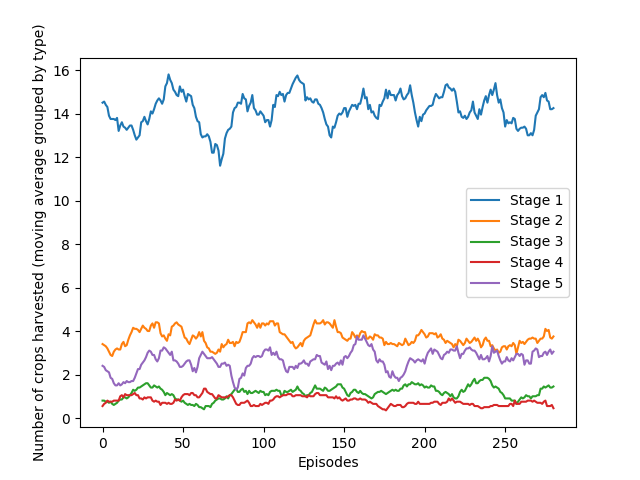 Number of crops harvested (moving average grouped by type)
16
14
12
10
8
6
4
2
0
Stage 1
Stage 2
Stage 3
Stage 4
Stage 5
0 50 100 150 200 250
Episodes